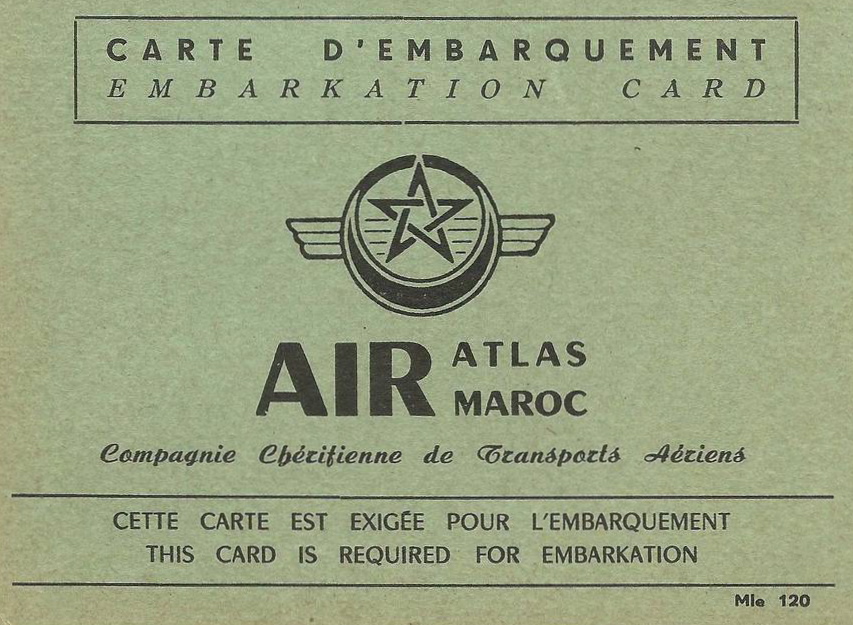 CARTE D'EMBARQUEMENT
EMBARKATION CARD
AIR ATLAS
MAROC
Compagnie Chérifienne de Transports Aériens
CETTE CARTE EST EXIGÉE POUR L'EMBARQUEMENT
THIS CARD IS REQUIRED FOR EMBARKATION
Mle 120